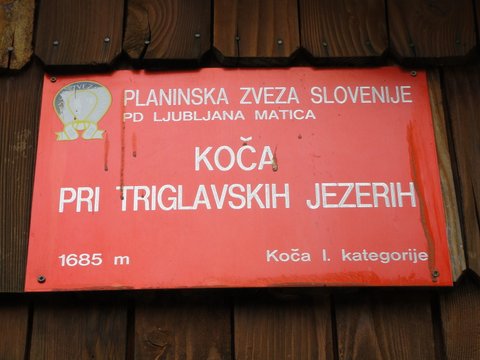 PLANINSKA ZVEZA SLOVENIJE
PD LJUBLJANA MATICA
KOČA
PRI TRIGLAVSKIH JEZERIH
1685 m Koča I. kategorije